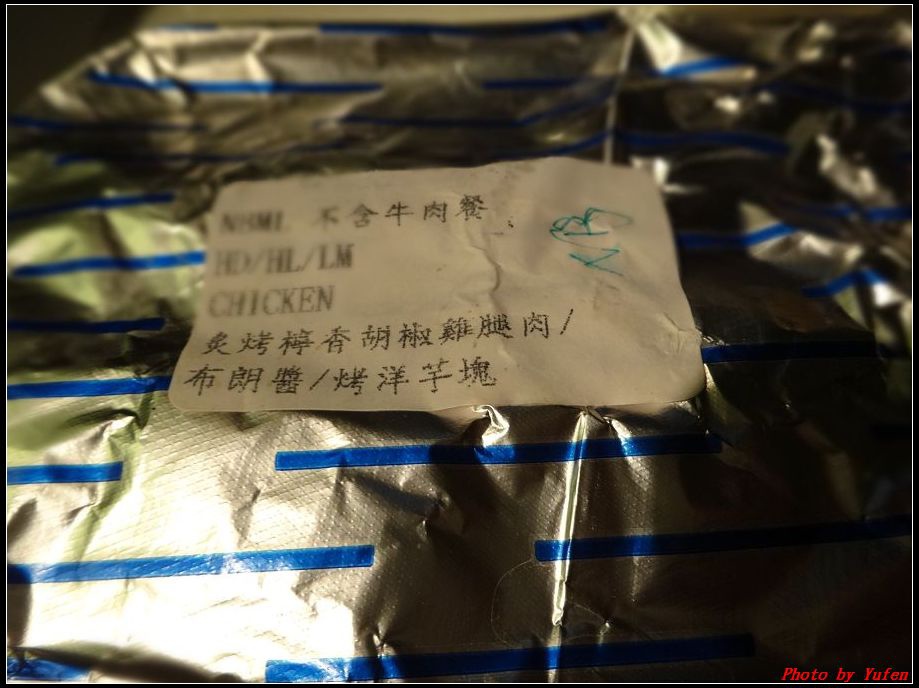 NBML 不含牛肉餐
HD/HL/LM
CHICKEN
炙烤樟香胡椒雞腿肉/
布朗醬/烤洋芋塊
Photo by Yufen